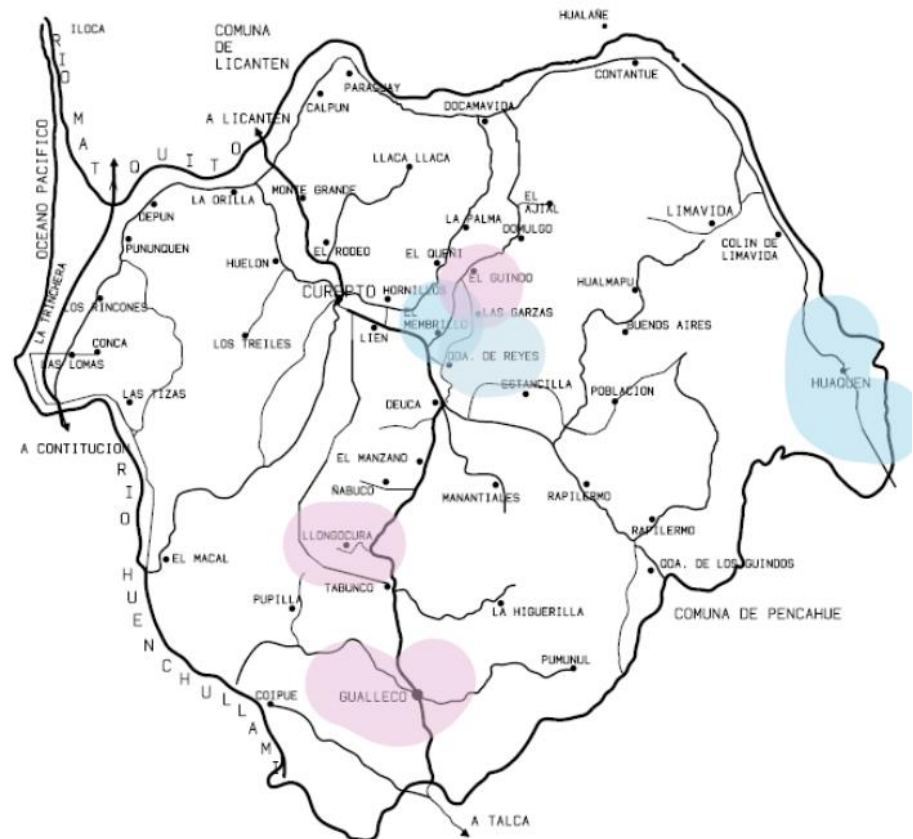 HUALAÑE
ILOCA
COMUNA
DE
LICANTEN
CONTANTUE
PARAGUAY
CALPUN
A LICANTEN
DOCAMAVIDA
RIO MATAQUITO
OCEANO PACIFICO
LA TRINCHERA
LLACA LLACA
LA ORILLA
MONTE GRANDE
DEPUN
EL
AJIAL
LIMAVIDA
LA PALMA
DOMULGO
PUNUNQUEN
EL RODEO
COLIN DE
LIMAVIDA
HUELON
EL QUEÑI
EL GUINDO
HUALMAPU
CUREPTO
HORNILLOS
LOS RINCONES
EL
MEMBRILLO
LAS GARZAS
BUENOS AIRES
LIEN
LOS TREILES
CONCA
LAS LOMAS
QDA. DE REYES
HUAQUEN
ESTANCILLA
POBLACION
LAS TIZAS
DEUCA
A CONTITUCION
EL MANZANO
ÑABUCO
MANANTIALES
RAPILERMO
RAPILERMO
LLONGOCURA
EL MACAL
QDA. DE LOS GUINDOS
TABUNCO
PUPILLA
LA HIGUERILLA
COMUNA DE PENCAHUE
RIO HUENCHULLAMI
PUMUNUL
GUALLECO
COIPUE
A TALCA